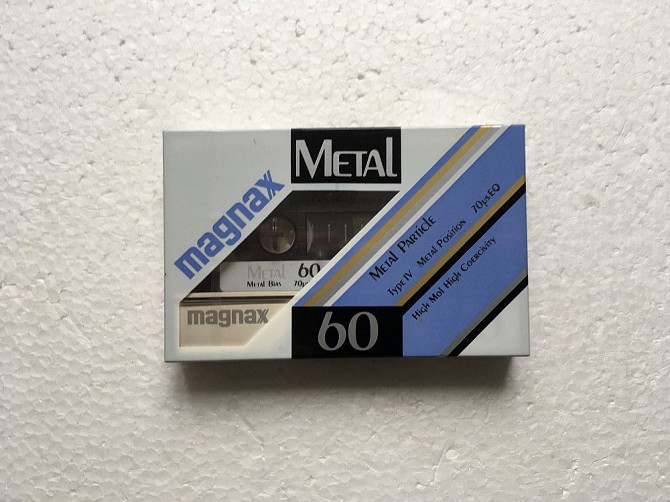 METAL
magnax
METAL PARTICLE
TYPE IV METAL POSITION 70µsEQ
HIGH MOL HIGH COERCIVITY
METAL 60
METAL BIAS 70µ
magnax
60